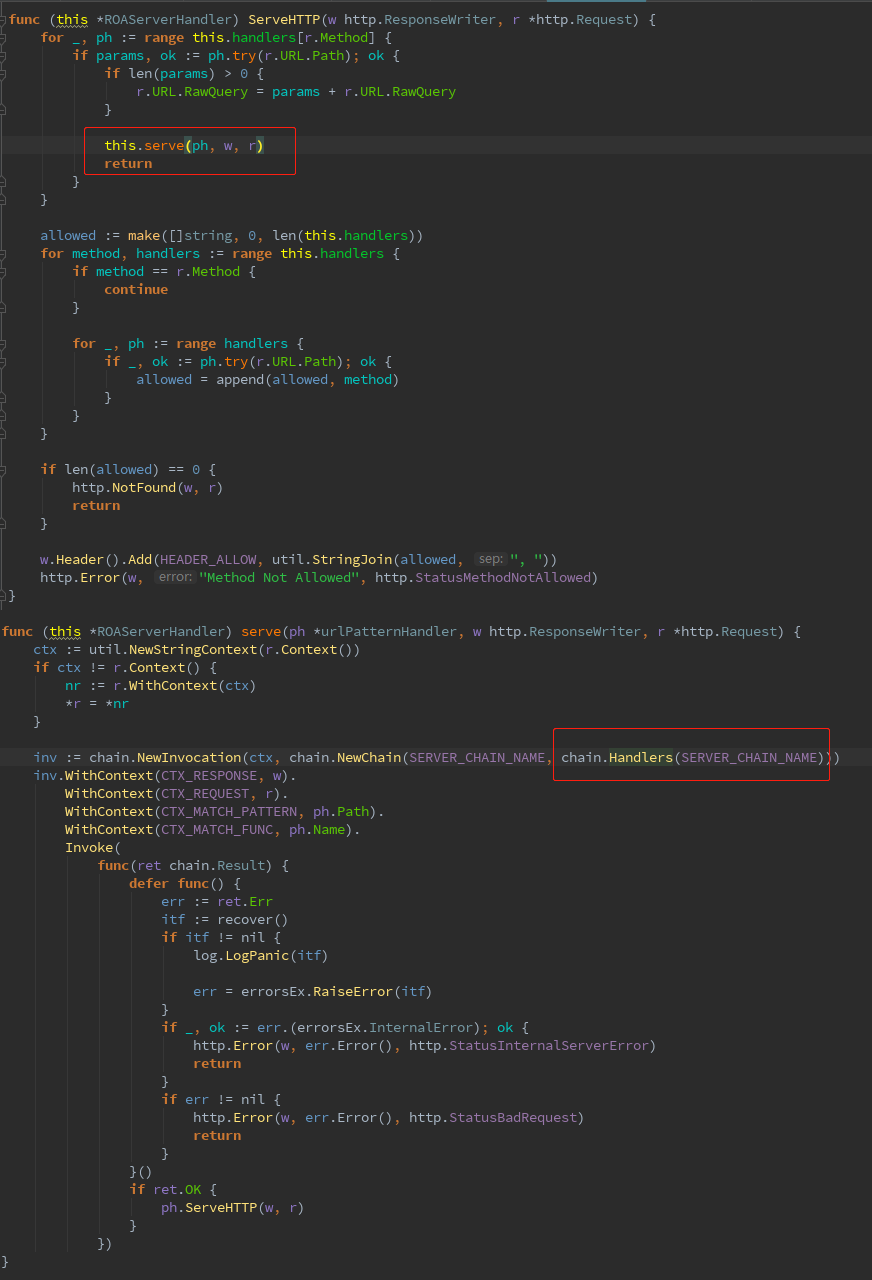 func (this *ROAServerHandler) ServeHTTP(w http.ResponseWriter, r *http.Request) {
    for _, ph := range this.handlers[r.Method] {
        if params, ok := ph.try(r.URL.Path); ok {
            if len(params) > 0 {
                r.URL.RawQuery = params + r.URL.RawQuery
            }

            this.serve(ph, w, r)
            return
        }
    }

    allowed := make([]string, 0, len(this.handlers))
    for method, handlers := range this.handlers {
        if method == r.Method {
            continue
        }

        for _, ph := range handlers {
            if _, ok := ph.try(r.URL.Path); ok {
                allowed = append(allowed, method)
            }
        }
    }

    if len(allowed) == 0 {
        http.NotFound(w, r)
        return
    }

    w.Header().Add(HEADER_ALLOW, util.StringJoin(allowed, sep: ", "))
    http.Error(w, error: "Method Not Allowed", http.StatusMethodNotAllowed)
}

func (this *ROAServerHandler) serve(ph *urlPatternHandler, w http.ResponseWriter, r *http.Request) {
    ctx := util.NewStringContext(r.Context())
    if ctx != r.Context() {
        nr := r.WithContext(ctx)
        *r = *nr
    }

    inv := chain.NewInvocation(ctx, chain.NewChain(SERVER_CHAIN_NAME, chain.Handlers(SERVER_CHAIN_NAME)))
    inv.WithContext(CTX_RESPONSE, w).
        WithContext(CTX_REQUEST, r).
        WithContext(CTX_MATCH_PATTERN, ph.Path).
        WithContext(CTX_MATCH_FUNC, ph.Name).
        Invoke(
            func(ret chain.Result) {
                defer func() {
                    err := ret.Err
                    itf := recover()
                    if itf != nil {
                        log.LogPanic(itf)

                        err = errorsEx.RaiseError(itf)
                    }
                    if _, ok := err.(errorsEx.InternalError); ok {
                        http.Error(w, err.Error(), http.StatusInternalServerError)
                        return
                    }
                    if err != nil {
                        http.Error(w, err.Error(), http.StatusBadRequest)
                        return
                    }
                }()
                if ret.OK {
                    ph.ServeHTTP(w, r)
                }
            })
}